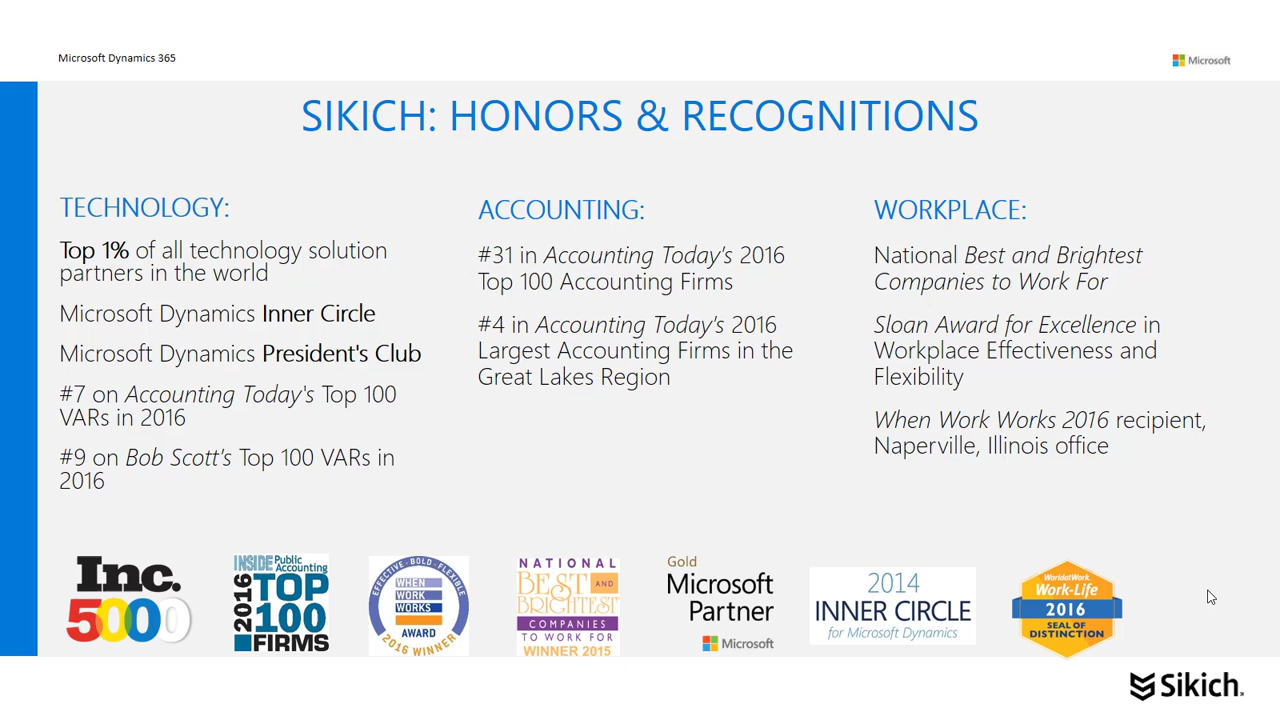 Microsoft Dynamics 365
Microsoft
SIKICH: HONORS & RECOGNITIONS
TECHNOLOGY:
Top 1% of all technology solution
partners in the world
Microsoft Dynamics Inner Circle
Microsoft Dynamics President's Club
#7 on Accounting Today's Top 100
VARs in 2016
#9 on Bob Scott's Top 100 VARs in
2016
ACCOUNTING:
#31 in Accounting Today's 2016
Top 100 Accounting Firms
#4 in Accounting Today's 2016
Largest Accounting Firms in the
Great Lakes Region
WORKPLACE:
National Best and Brightest
Companies to Work For
Sloan Award for Excellence in
Workplace Effectiveness and
Flexibility
When Work Works 2016 recipient,
Naperville, Illinois office
Inc.
5000
INSIDE Public
Accounting
2016
TOP
100
FIRMS
EFFECTIVE • BOLD • FLEXIBLE
WHEN
WORK
WORKS
AWARD
2016 WINNER
NATIONAL
BEST AND
BRIGHTEST
COMPANIES
TO WORK FOR
WINNER 2015
Gold
Microsoft
Partner
Microsoft
2014
INNER CIRCLE
for Microsoft Dynamics
WorldatWork.
Work-Life
2016
SEAL OF
DISTINCTION
Sikich.